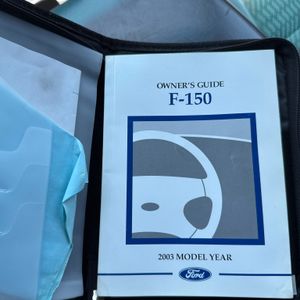 OWNER'S GUIDE
F-150
2003 MODEL YEAR
Ford